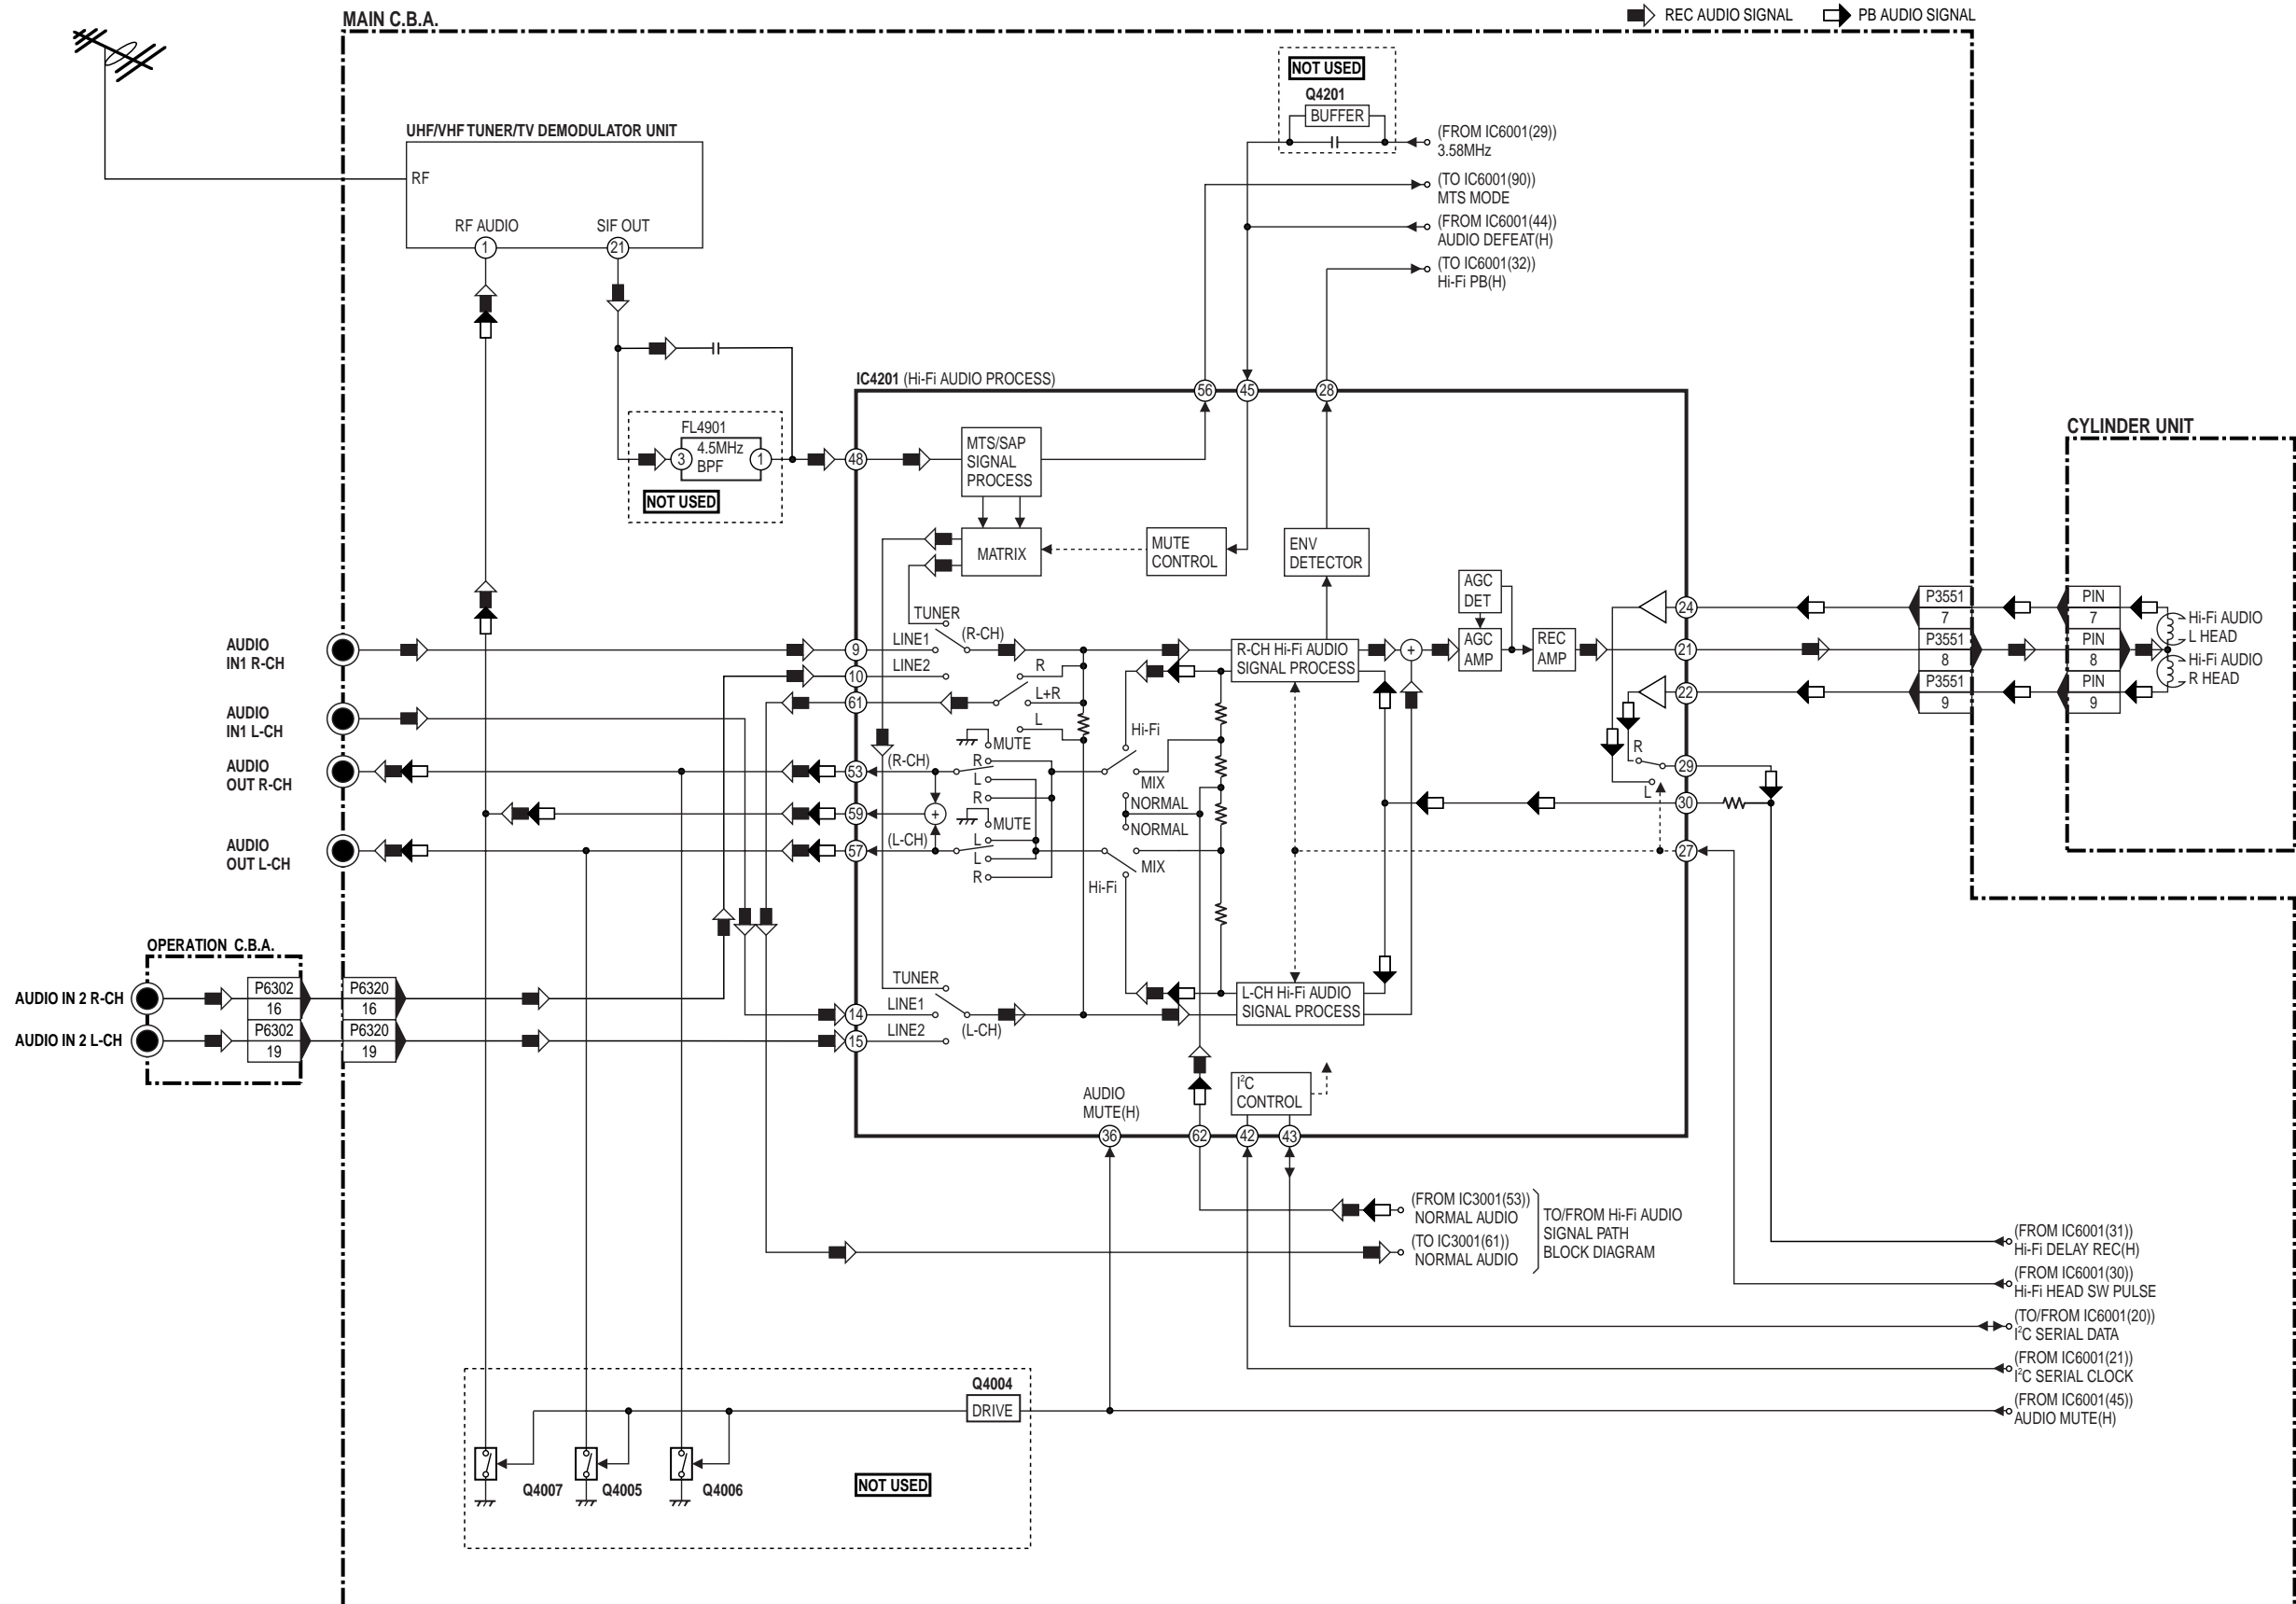 MAIN C.B.A.
REC AUDIO SIGNAL
PB AUDIO SIGNAL
NOT USED
Q4201
BUFFER
(FROM IC6001(29))
3.58MHz
(TO IC6001(90))
MTS MODE
(FROM IC6001(44))
AUDIO DEFEAT(H)
(TO IC6001(32))
Hi-Fi PB(H)
UHF/VHF TUNER/TV DEMODULATOR UNIT
RF
RF AUDIO
SIF OUT
1
21
IC4201 (Hi-Fi AUDIO PROCESS)
56
45
28
FL4901
3
4.5MHz
BPF
1
NOT USED
48
MTS/SAP
SIGNAL
PROCESS
MATRIX
MUTE
CONTROL
ENV
DETECTOR
AGC
DET
AGC
AMP
REC
AMP
CYLINDER UNIT
24
P3551
7
PIN
7
Hi-Fi AUDIO
L HEAD
21
P3551
8
PIN
8
Hi-Fi AUDIO
R HEAD
22
P3551
9
PIN
9
TUNER
LINE1
(R-CH)
LINE2
R
L+R
L
AUDIO
IN1 R-CH
9
10
61
AUDIO
IN1 L-CH
AUDIO
OUT R-CH
53
59
AUDIO
OUT L-CH
57
R-CH Hi-Fi AUDIO
SIGNAL PROCESS
+
Hi-Fi
MUTE
(R-CH)
R
L
R
MIX
NORMAL
+
MUTE
NORMAL
(L-CH)
L
L
R
MIX
Hi-Fi
R
L
29
30
27
OPERATION C.B.A.
AUDIO IN 2 R-CH
P6302
16
P6320
16
AUDIO IN 2 L-CH
P6302
19
P6320
19
TUNER
LINE1
LINE2
(L-CH)
14
15
L-CH Hi-Fi AUDIO
SIGNAL PROCESS
I²C
CONTROL
AUDIO
MUTE(H)
36
62
42
43
(FROM IC3001(53))
NORMAL AUDIO
(TO IC3001(61))
NORMAL AUDIO
TO/FROM Hi-Fi AUDIO
SIGNAL PATH
BLOCK DIAGRAM
(FROM IC6001(31))
Hi-Fi DELAY REC(H)
(FROM IC6001(30))
Hi-Fi HEAD SW PULSE
(TO/FROM IC6001(20))
I²C SERIAL DATA
(FROM IC6001(21))
I²C SERIAL CLOCK
(FROM IC6001(45))
AUDIO MUTE(H)
Q4004
DRIVE
Q4007
Q4005
Q4006
NOT USED